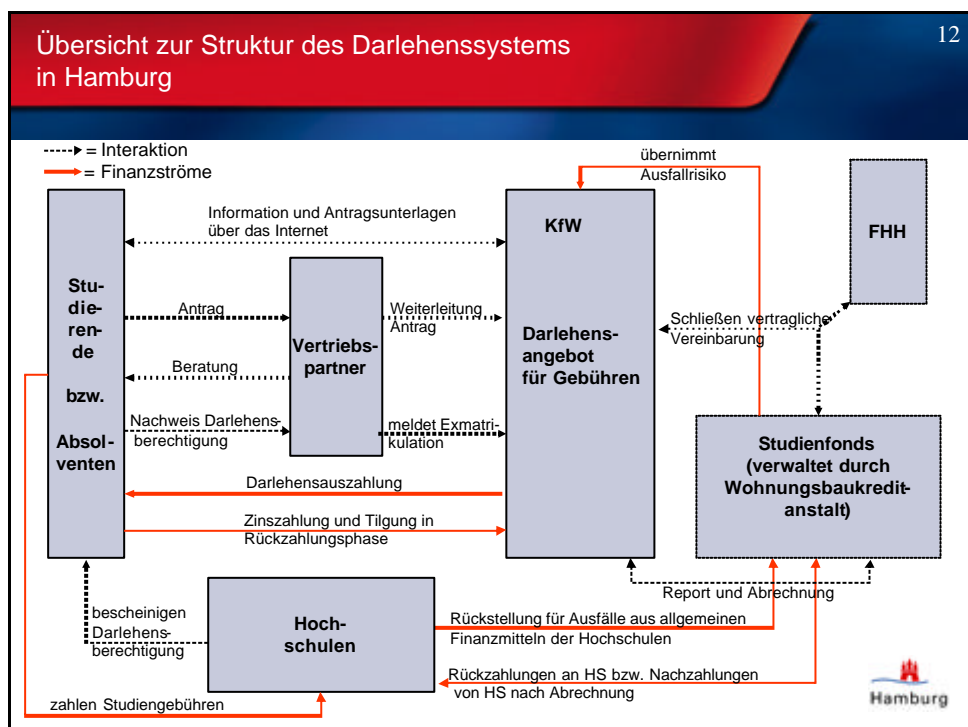 Übersicht zur Struktur des Darlehenssystems
in Hamburg
12
= Interaktion
= Finanzströme
übernimmt
Ausfallrisiko
Information und Antragsunterlagen
über das Internet
KfW
Darlehens-
angebot
für Gebühren
FHH
Stu-
die-
ren-
de
bzw.
Absol-
venten
Antrag
Vertriebs-
partner
Weiterleitung
Antrag
Schließen vertragliche
Vereinbarung
Beratung
Nachweis Darlehens-
berechtigung
meldet Exmatri-
kulation
Studienfonds
(verwaltet durch
Wohnungsbaukredit-
anstalt)
Darlehensauszahlung
Zinszahlung und Tilgung in
Rückzahlungsphase
Report und Abrechnung
bescheinigen
Darlehens-
berechtigung
Hoch-
schulen
Rückstellung für Ausfälle aus allgemeinen
Finanzmitteln der Hochschulen
Rückzahlungen an HS bzw. Nachzahlungen
von HS nach Abrechnung
zahlen Studiengebühren
Hamburg